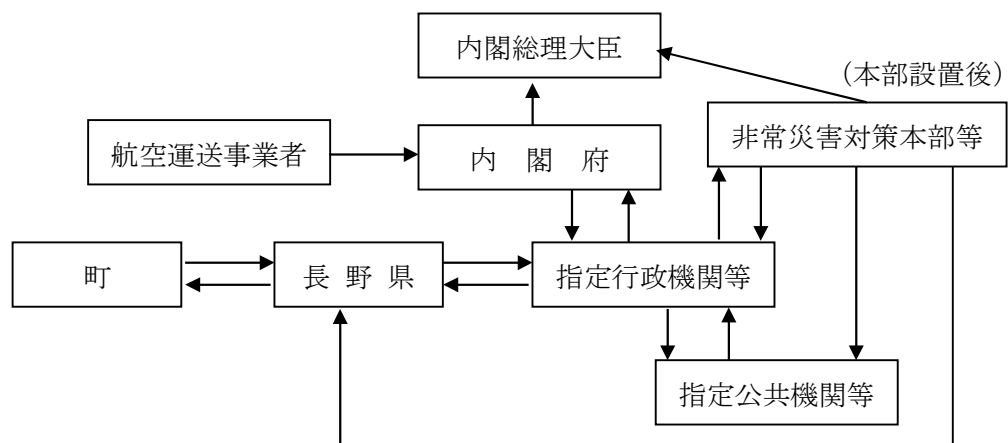 内閣総理大臣
（本部設置後）
非常災害対策本部等
航空運送事業者
内　閣　府
町
長　野　県
指定行政機関等
指定公共機関等